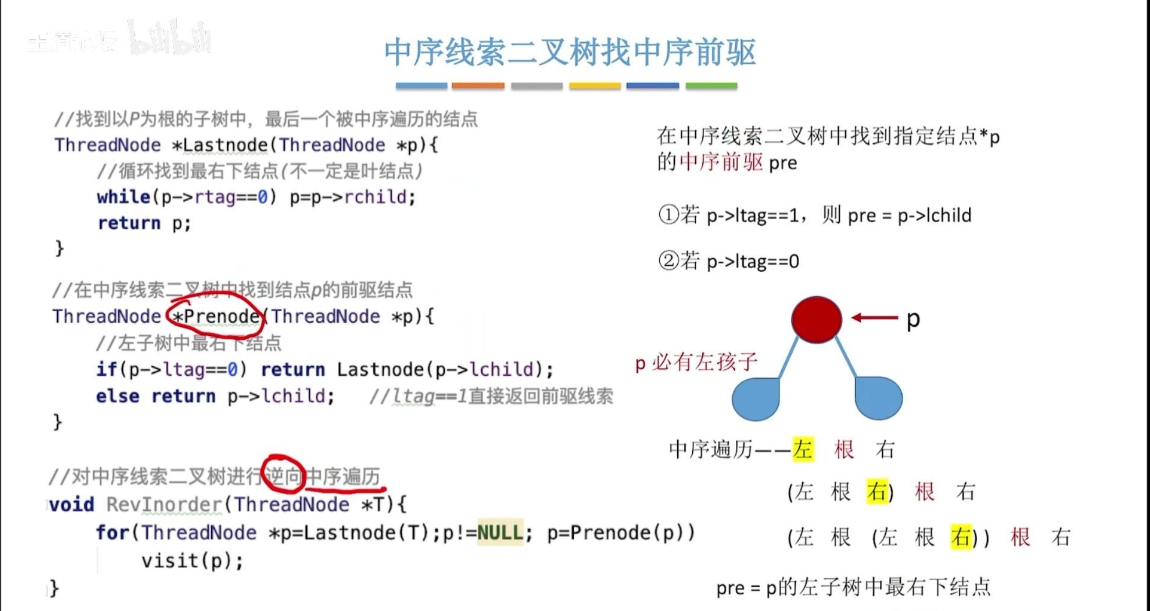 bilibili
中序线索二叉树找中序前驱
//找到以P为根的子树中，最后一个被中序遍历的结点
ThreadNode *Lastnode(ThreadNode *p){
//循环找到最右下结点(不一定是叶结点)
while(p->rtag==0) p=p->rchild;
return p;
}
//在中序线索二叉树中找到结点p的前驱结点
ThreadNode *Prenode(ThreadNode *p){
//左子树中最右下结点
if(p->ltag==0) return Lastnode(p->lchild);
else return p->lchild; //ltag==1直接返回前驱线索
}
//对中序线索二叉树进行逆向中序遍历
void RevInorder(ThreadNode *T){
for(ThreadNode *p=Lastnode(T);p!=NULL; p=Prenode(p))
visit(p);
}
在中序线索二叉树中找到指定结点*p
的中序前驱 pre
①若 p->ltag==1，则 pre = p->lchild
②若 p->ltag==0
p
p 必有左孩子
中序遍历——左 根 右
(左 根 右) 根 右
(左 根 (左 根 右) ) 根 右
pre = p的左子树中最右下结点